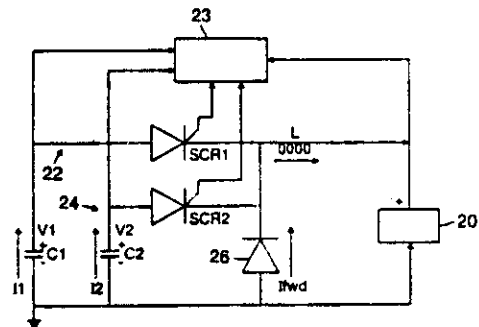 23
L
0000
SCR1
22
24
SCR2
V1
+
-
C1
V2
+
-
C2
26
+
20
I1
I2
Ifwd